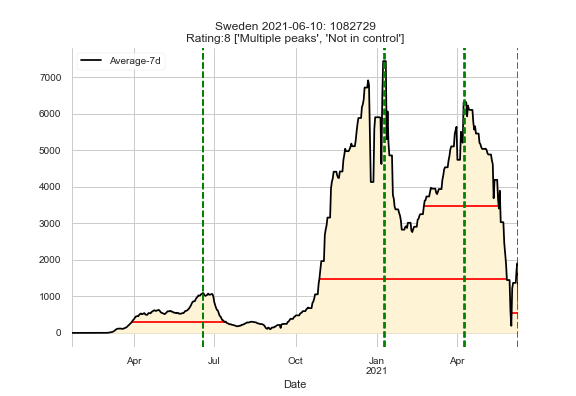 Sweden 2021-06-10: 1082729
Rating:8 ['Multiple peaks', 'Not in control']
Average-7d
7000
6000
5000
4000
3000
2000
1000
0
Apr Jul Oct Jan Apr
2021
Date